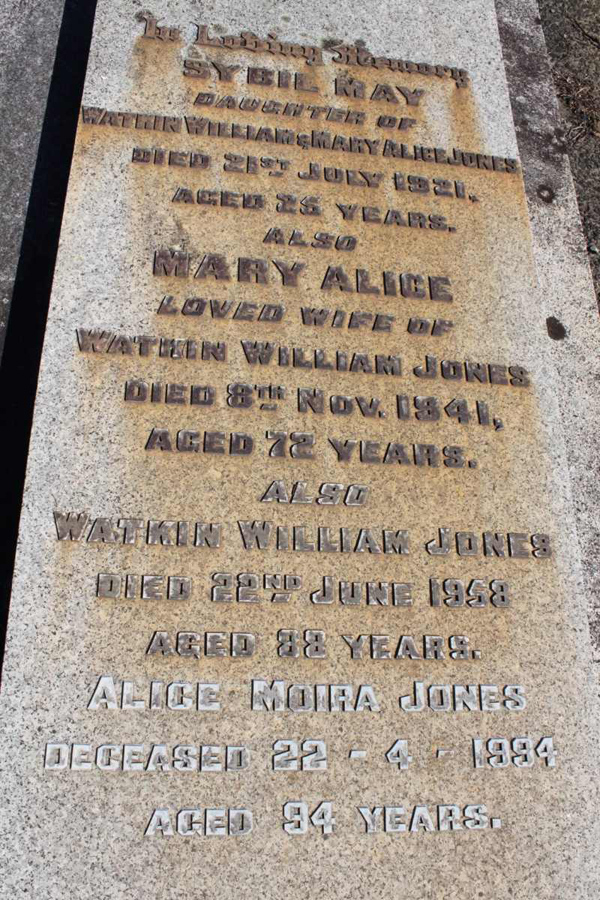 In Loving Memory
SYBIL MAY
DAUGHTER OF
WATKIN WILLIAM & MARY ALICE JONES
DIED 21ST JULY 1921,
AGED 25 YEARS.
ALSO
MARY ALICE
LOVED WIFE OF
WATKIN WILLIAM JONES
DIED 8TH NOV. 1941,
AGED 72 YEARS.
ALSO
WATKIN WILLIAM JONES
DIED 22ND JUNE 1958
AGED 88 YEARS.
ALICE MOIRA JONES
DECEASED 22 - 4 - 1994
AGED 94 YEARS.